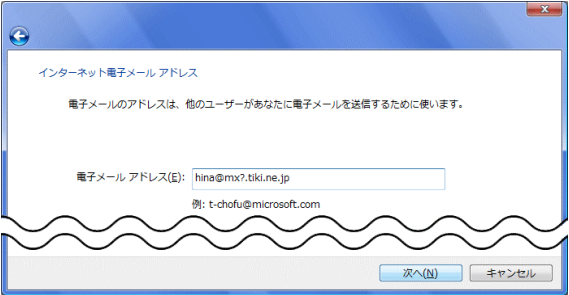 インターネット電子メール アドレス
電子メールのアドレスは、他のユーザーがあなたに電子メールを送信するために使います。
電子メール アドレス(E): hina@mx?.tiki.ne.jp
例: t-chofu@microsoft.com
次へ(N) キャンセル